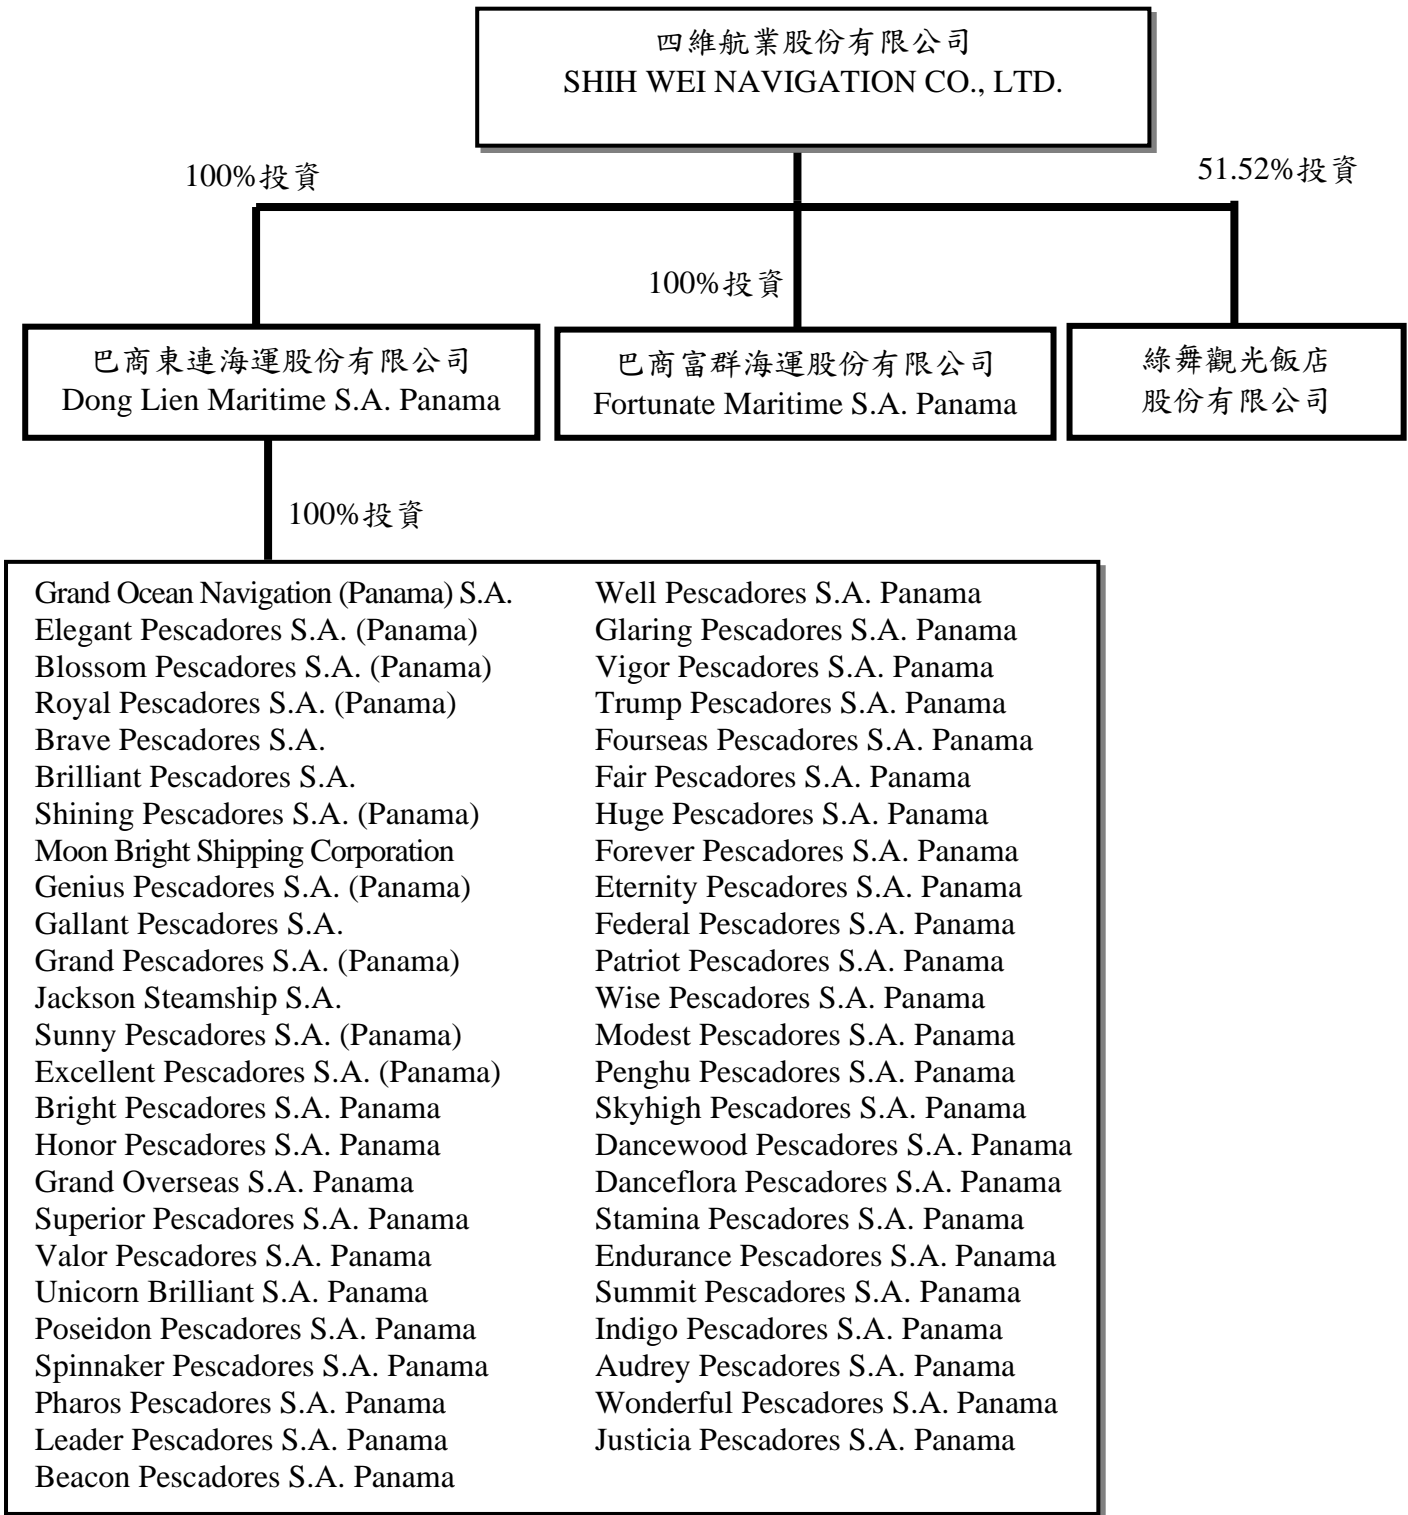 四維航業股份有限公司
SHIH WEI NAVIGATION CO., LTD.
100%投資
51.52%投資
100%投資
巴商東連海運股份有限公司
Dong Lien Maritime S.A. Panama
巴商富群海運股份有限公司
Fortunate Maritime S.A. Panama
綠舞觀光飯店
股份有限公司
100%投資
Grand Ocean Navigation (Panama) S.A.
Elegant Pescadores S.A. (Panama)
Blossom Pescadores S.A. (Panama)
Royal Pescadores S.A. (Panama)
Brave Pescadores S.A.
Brilliant Pescadores S.A.
Shining Pescadores S.A. (Panama)
Moon Bright Shipping Corporation
Genius Pescadores S.A. (Panama)
Gallant Pescadores S.A.
Grand Pescadores S.A. (Panama)
Jackson Steamship S.A.
Sunny Pescadores S.A. (Panama)
Excellent Pescadores S.A. (Panama)
Bright Pescadores S.A. Panama
Honor Pescadores S.A. Panama
Grand Overseas S.A. Panama
Superior Pescadores S.A. Panama
Valor Pescadores S.A. Panama
Unicorn Brilliant S.A. Panama
Poseidon Pescadores S.A. Panama
Spinnaker Pescadores S.A. Panama
Pharos Pescadores S.A. Panama
Leader Pescadores S.A. Panama
Beacon Pescadores S.A. Panama
Well Pescadores S.A. Panama
Glaring Pescadores S.A. Panama
Vigor Pescadores S.A. Panama
Trump Pescadores S.A. Panama
Fourseas Pescadores S.A. Panama
Fair Pescadores S.A. Panama
Huge Pescadores S.A. Panama
Forever Pescadores S.A. Panama
Eternity Pescadores S.A. Panama
Federal Pescadores S.A. Panama
Patriot Pescadores S.A. Panama
Wise Pescadores S.A. Panama
Modest Pescadores S.A. Panama
Penghu Pescadores S.A. Panama
Skyhigh Pescadores S.A. Panama
Dancewood Pescadores S.A. Panama
Danceflora Pescadores S.A. Panama
Stamina Pescadores S.A. Panama
Endurance Pescadores S.A. Panama
Summit Pescadores S.A. Panama
Indigo Pescadores S.A. Panama
Audrey Pescadores S.A. Panama
Wonderful Pescadores S.A. Panama
Justicia Pescadores S.A. Panama